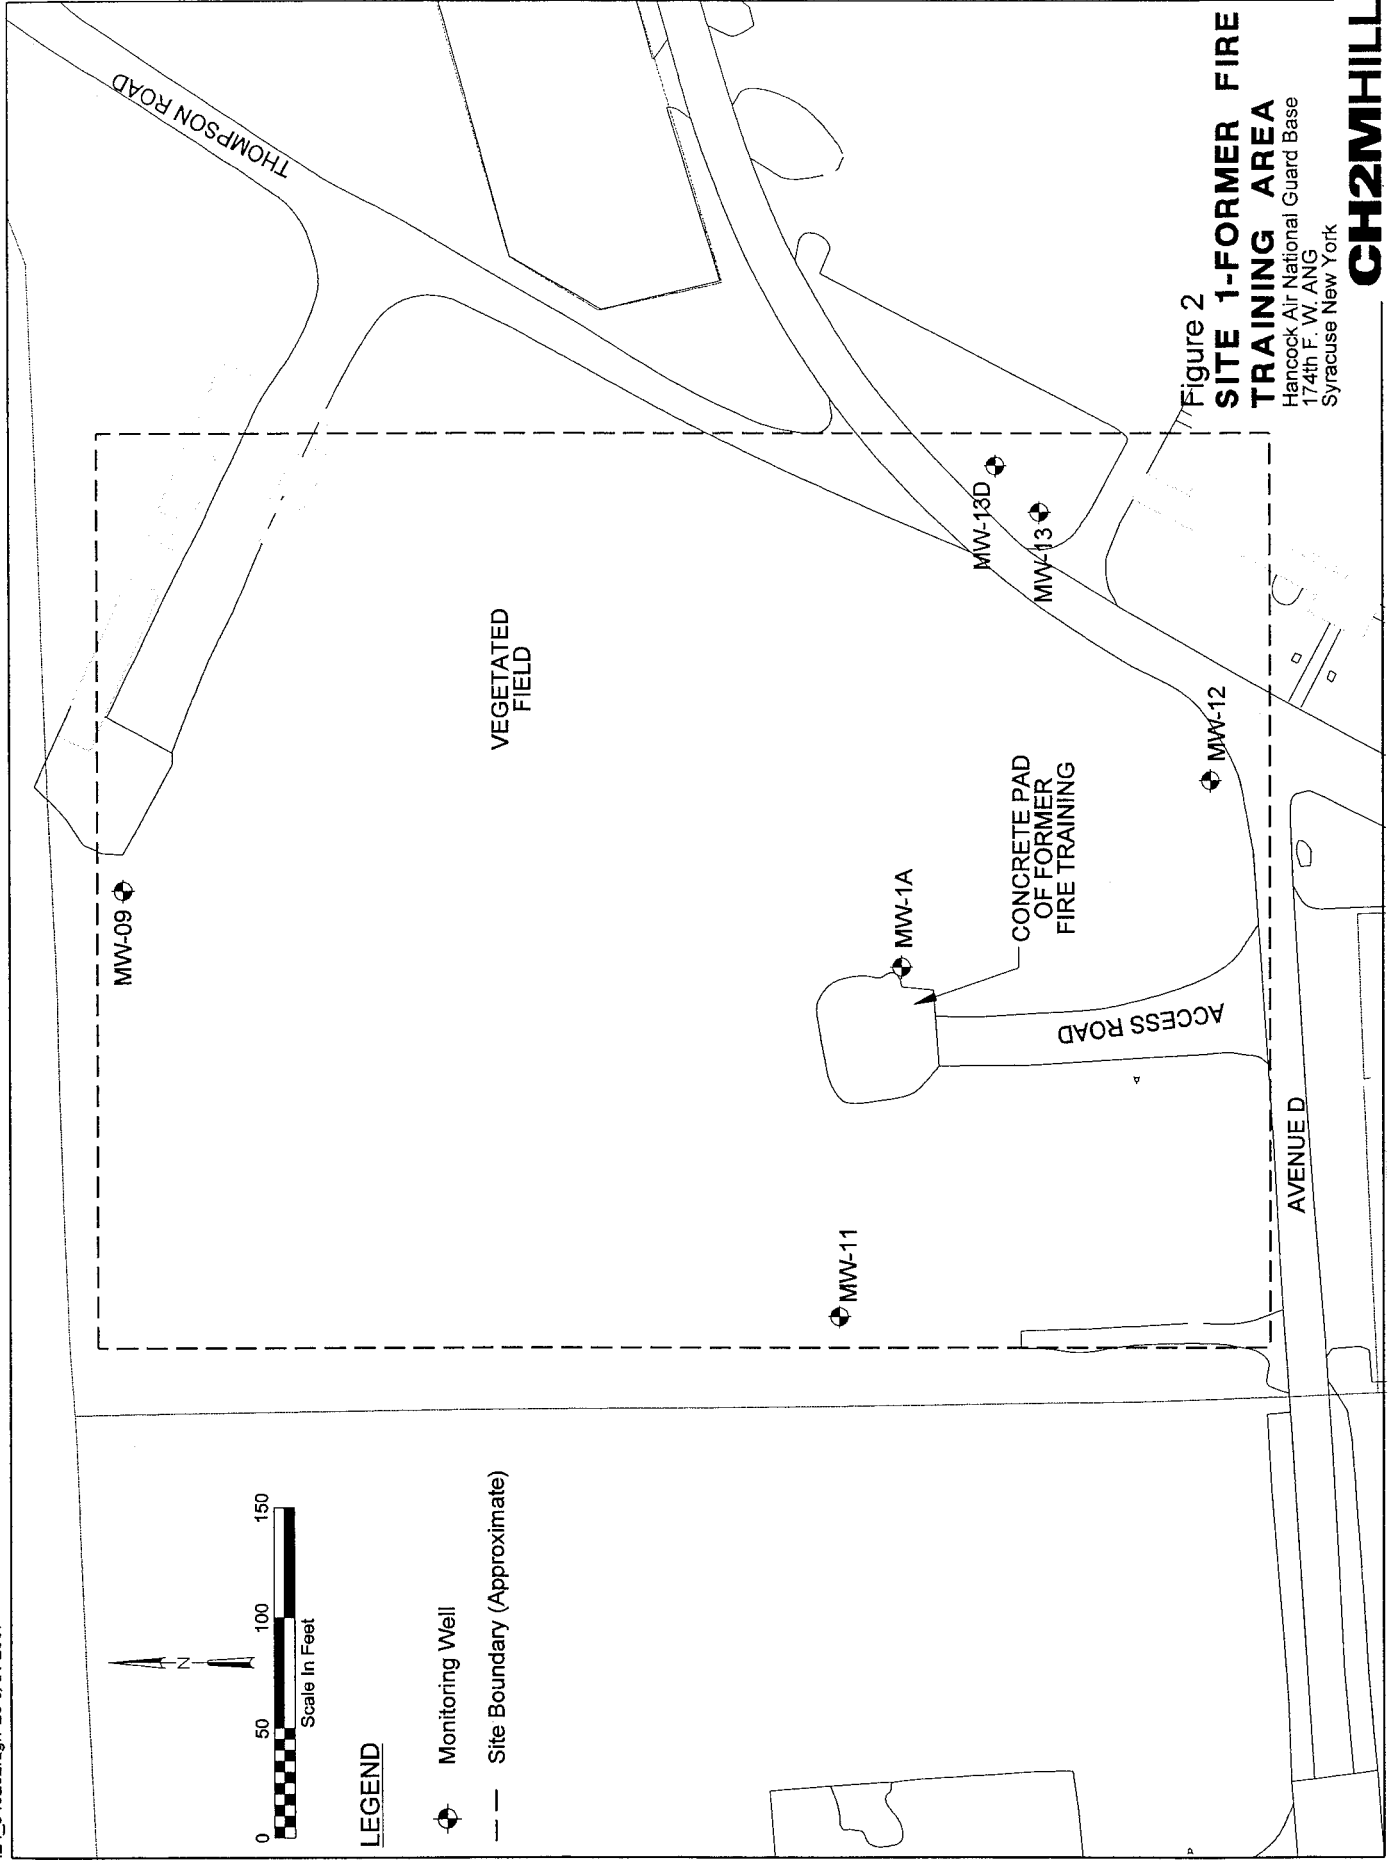 THOMPSON ROAD
VEGETATED
FIELD
MW-09
MW-13D
MW-13
MW-12
MW-1A
CONCRETE PAD
OF FORMER
FIRE TRAINING
ACCESS ROAD
MW-11
AVENUE D
N
0 50 100 150
Scale In Feet
LEGEND
Monitoring Well
Site Boundary (Approximate)
Figure 2
SITE 1-FORMER FIRE
TRAINING AREA
Hancock Air National Guard Base
174th F. W. ANG
Syracuse New York
CH2MHILL